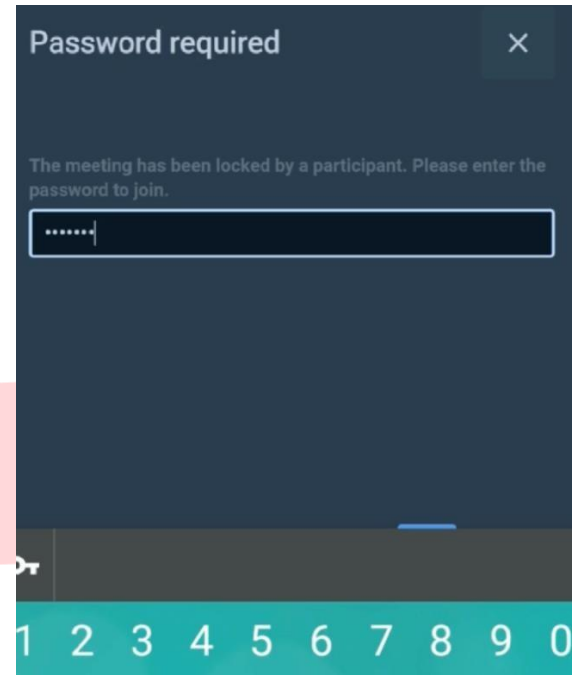 Password required
The meeting has been locked by a participant. Please enter the
password to join.
•••••••
1 2 3 4 5 6 7 8 9 0